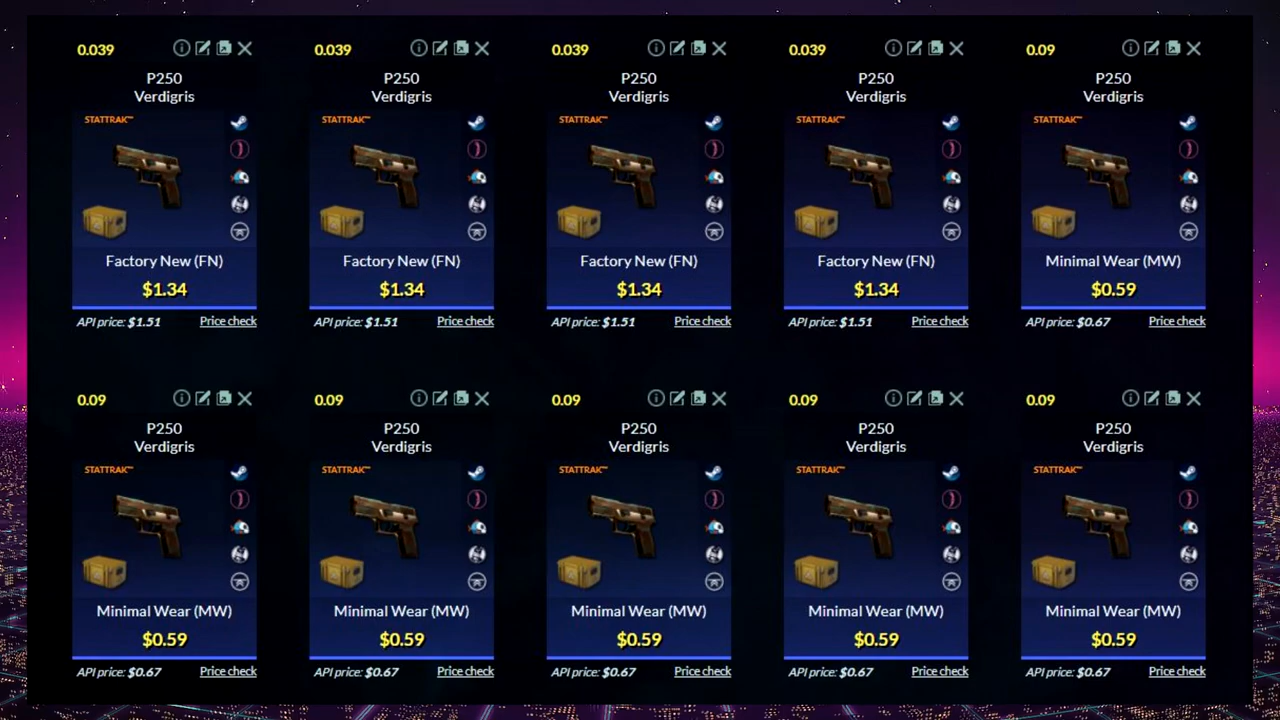 0.039
P250
Verdigris
STATTRAK™
Factory New (FN)
$1.34
API price: $1.51 Price check
0.039
P250
Verdigris
STATTRAK™
Factory New (FN)
$1.34
API price: $1.51 Price check
0.039
P250
Verdigris
STATTRAK™
Factory New (FN)
$1.34
API price: $1.51 Price check
0.039
P250
Verdigris
STATTRAK™
Factory New (FN)
$1.34
API price: $1.51 Price check
0.09
P250
Verdigris
STATTRAK™
Minimal Wear (MW)
$0.59
API price: $0.67 Price check
0.09
P250
Verdigris
STATTRAK™
Minimal Wear (MW)
$0.59
API price: $0.67 Price check
0.09
P250
Verdigris
STATTRAK™
Minimal Wear (MW)
$0.59
API price: $0.67 Price check
0.09
P250
Verdigris
STATTRAK™
Minimal Wear (MW)
$0.59
API price: $0.67 Price check
0.09
P250
Verdigris
STATTRAK™
Minimal Wear (MW)
$0.59
API price: $0.67 Price check
0.09
P250
Verdigris
STATTRAK™
Minimal Wear (MW)
$0.59
API price: $0.67 Price check